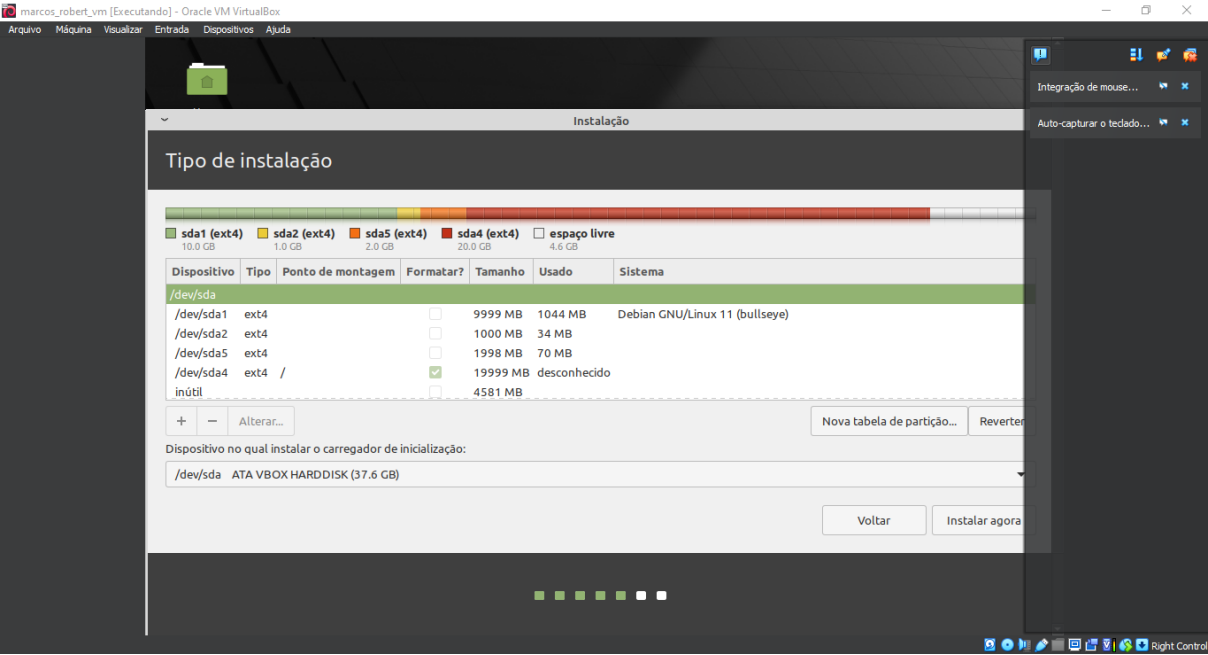 marcos_robert_vm [Executando] - Oracle VM VirtualBox
Arquivo Máquina Visualizar Entrada Dispositivos Ajuda
Integração de mouse...
Instalação
Auto-capturar o teclado...
Tipo de instalação
sda1 (ext4) sda2 (ext4) sda5 (ext4) sda4 (ext4) espaço livre
10.0 GB 1.0 GB 2.0 GB 20.0 GB 4.6 GB
Dispositivo Tipo Ponto de montagem Formatar? Tamanho Usado Sistema
/dev/sda
/dev/sda1 ext4 9999 MB 1044 MB Debian GNU/Linux 11 (bullseye)
/dev/sda2 ext4 1000 MB 34 MB
/dev/sda5 ext4 1998 MB 70 MB
/dev/sda4 ext4 / 19999 MB desconhecido
inútil 4581 MB
+ − Alterar... Nova tabela de partição... Reverter
Dispositivo no qual instalar o carregador de inicialização:
/dev/sda ATA VBOX HARDDISK (37.6 GB)
Voltar Instalar agora
Right Control